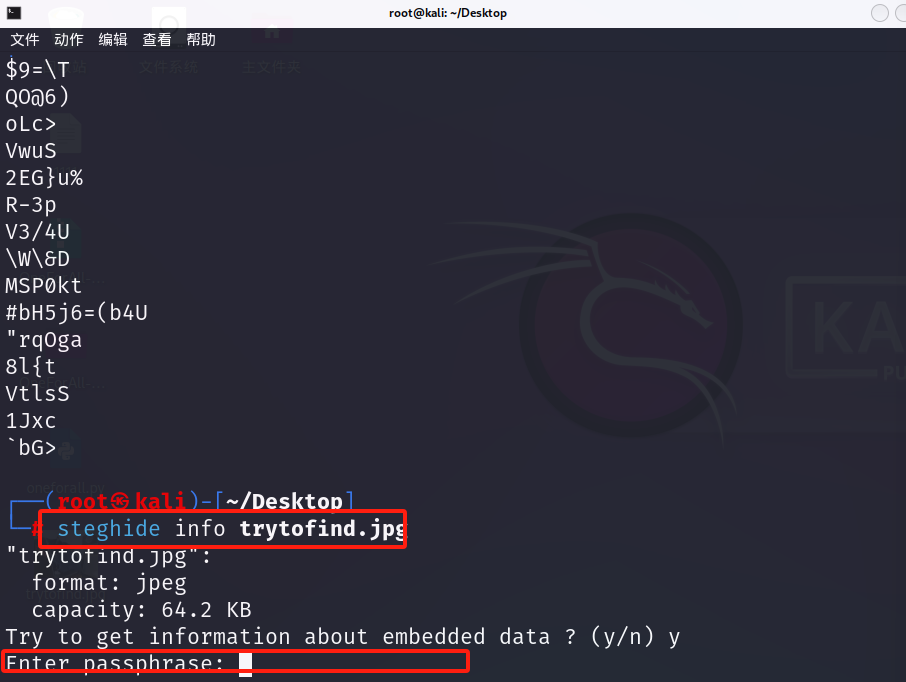 root@kali: ~/Desktop
文件 动作 编辑 查看 帮助
$9=\T
QO@6)
oLc>
VwuS
2EG}u%
R-3p
V3/4U
\W\&D
MSP0kt
#bH5j6=(b4U
"rqOga
8l{t
VtlsS
1Jxc
`bG>
┌──(root㉿kali)-[~/Desktop]
└─# steghide info trytofind.jpg
"trytofind.jpg":
format: jpeg
capacity: 64.2 KB
Try to get information about embedded data ? (y/n) y
Enter passphrase:
KA
PU